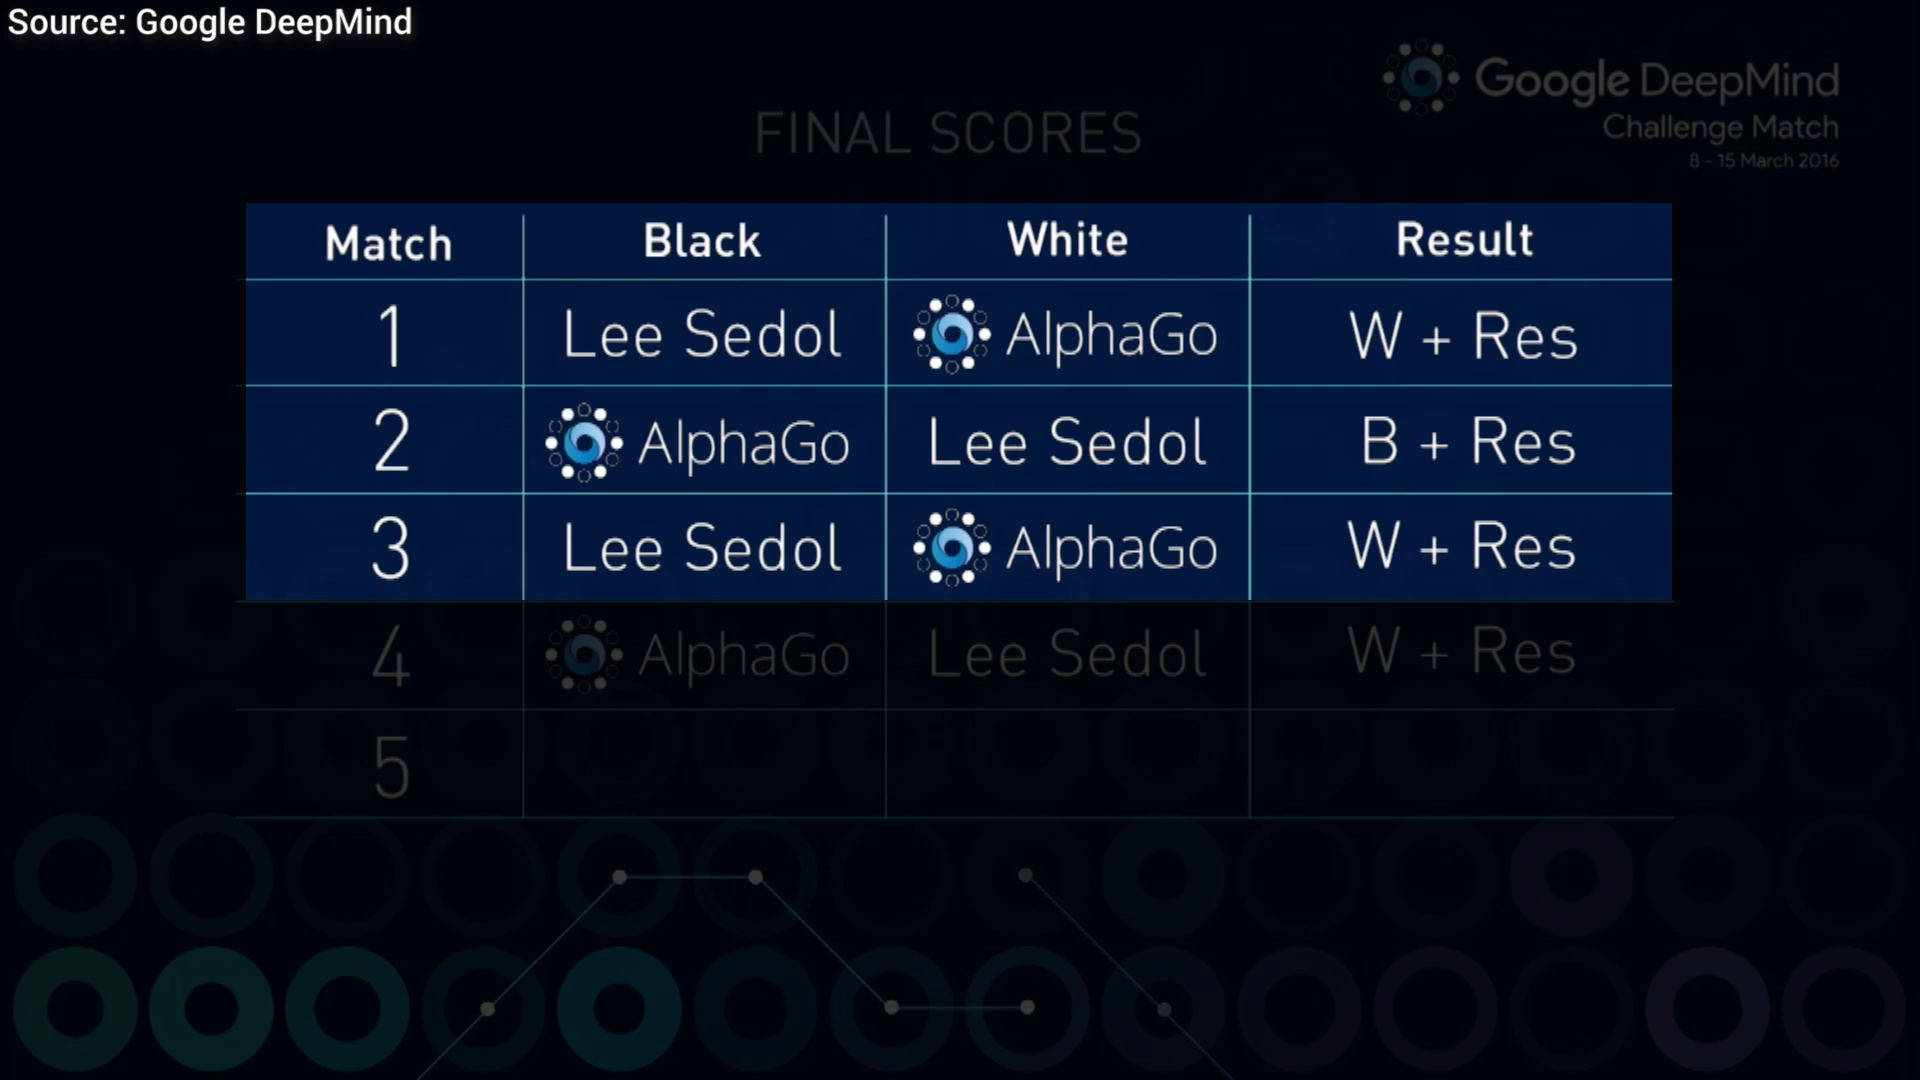 Source: Google DeepMind
Google DeepMind
Challenge Match
8 - 15 March 2016
FINAL SCORES
Match Black White Result
1 Lee Sedol AlphaGo W + Res
2 AlphaGo Lee Sedol B + Res
3 Lee Sedol AlphaGo W + Res
4 AlphaGo Lee Sedol W + Res
5